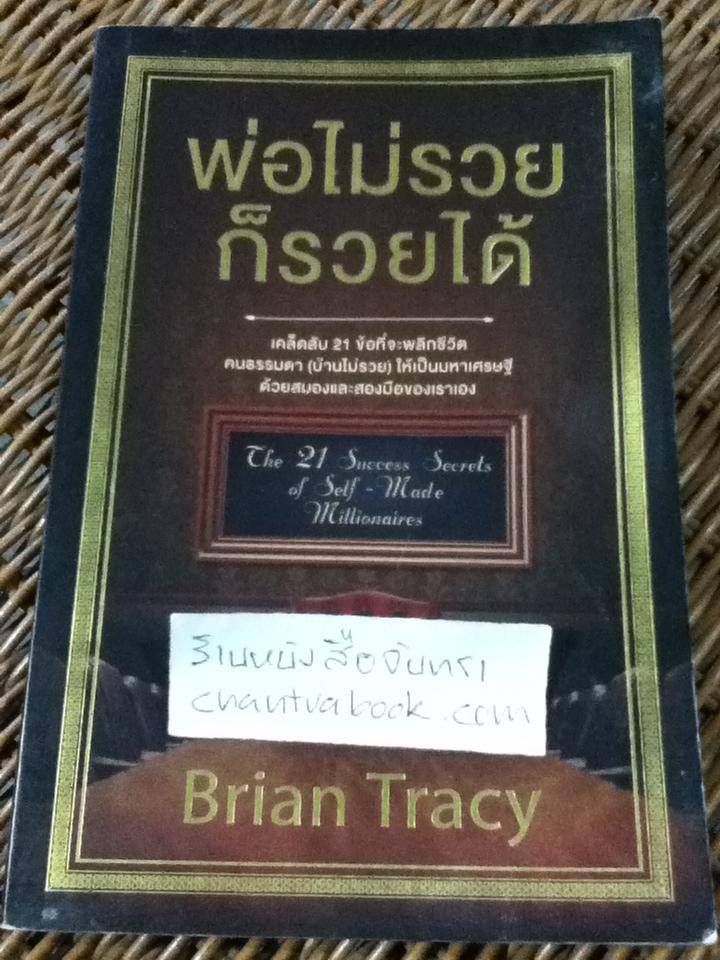 พ่อไม่รวย
ก็รวยได้
เคล็ดลับ 21 ข้อที่จะพลิกชีวิต
คนธรรมดา (บ้านไม่รวย) ให้เป็นมหาเศรษฐี
ด้วยสมองและสองมือของเราเอง
The 21 Success Secrets
of Self - Made
Millionaires
ร้านหนังสือจันทรา
chantrabook.com
Brian Tracy